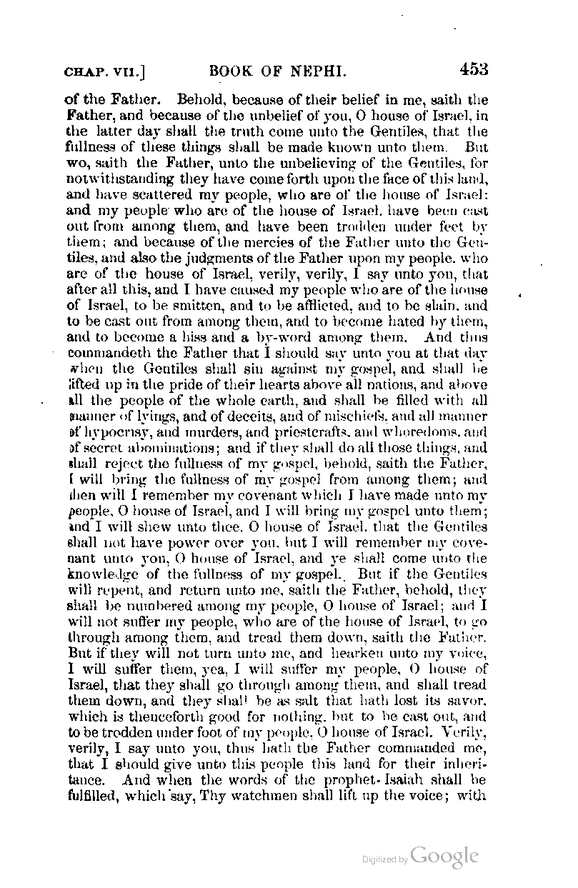 CHAP. VII.] BOOK OF NEPHI. 453
of the Father. Behold, because of their belief in me, saith the
Father, and because of the unbelief of you, O house of Israel, in
the latter day shall the truth come unto the Gentiles, that the
fullness of these things shall be made known unto them. But
wo, saith the Father, unto the unbelieving of the Gentiles, for
notwithstanding they have come forth upon the face of this land,
and have scattered my people, who are of the house of Israel:
and my people who are of the house of Israel, have been cast
out from among them, and have been trodden under feet by
them; and because of the mercies of the Father unto the Gen-
tiles, and also the judgments of the Father upon my people, who
are of the house of Israel, verily, verily, I say unto you, that
after all this, and I have caused my people who are of the house
of Israel, to be smitten, and to be afflicted, and to be slain, and
to be cast out from among them, and to become hated by them,
and to become a hiss and a by-word among them. And thus
commandeth the Father that I should say unto you at that day
when the Gentiles shall sin against my gospel, and shall be
lifted up in the pride of their hearts above all nations, and above
all the people of the whole earth, and shall be filled with all
manner of lyings, and of deceits, and of mischiefs, and all manner
of hypocrisy, and murders, and priestcrafts, and whoredoms, and
of secret abominations; and if they shall do all those things, and
shall reject the fullness of my gospel, behold, saith the Father,
I will bring the fullness of my gospel from among them; and
then will I remember my covenant which I have made unto my
people, O house of Israel, and I will bring my gospel unto them;
and I will shew unto thee, O house of Israel, that the Gentiles
shall not have power over you, but I will remember my cove-
nant unto you, O house of Israel, and ye shall come unto the
knowledge of the fullness of my gospel. But if the Gentiles
will repent, and return unto me, saith the Father, behold, they
shall be numbered among my people, O house of Israel; and I
will not suffer my people, who are of the house of Israel, to go
through among them, and tread them down, saith the Father.
But if they will not turn unto me, and hearken unto my voice,
I will suffer them, yea, I will suffer my people, O house of
Israel, that they shall go through among them, and shall tread
them down, and they shall be as salt that hath lost its savor,
which is thenceforth good for nothing, but to be cast out, and
to be trodden under foot of my people, O house of Israel. Verily,
verily, I say unto you, thus hath the Father commanded me,
that I should give unto this people this land for their inheri-
tance. And when the words of the prophet Isaiah shall be
fulfilled, which say, Thy watchmen shall lift up the voice; with
Digitized by Google